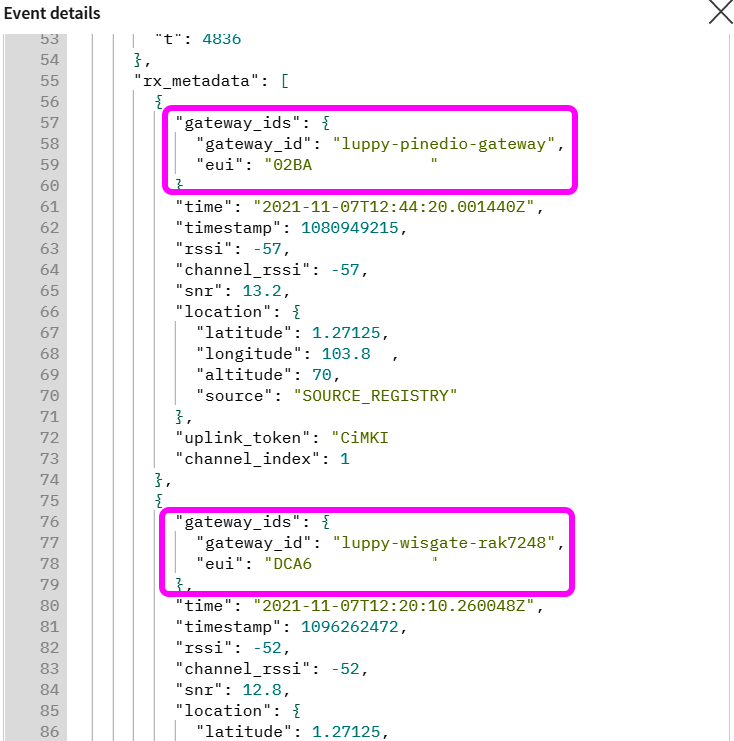 Event details
53 "t": 4836
54 },
55 "rx_metadata": [
56 {
57 "gateway_ids": {
58 "gateway_id": "luppy-pinedio-gateway",
59 "eui": "02BA "
60 }
61 "time": "2021-11-07T12:44:20.001440Z",
62 "timestamp": 1080949215,
63 "rssi": -57,
64 "channel_rssi": -57,
65 "snr": 13.2,
66 "location": {
67 "latitude": 1.27125,
68 "longitude": 103.8 ,
69 "altitude": 70,
70 "source": "SOURCE_REGISTRY"
71 },
72 "uplink_token": "CiMKI
73 "channel_index": 1
74 },
75 {
76 "gateway_ids": {
77 "gateway_id": "luppy-wisgate-rak7248",
78 "eui": "DCA6 "
79 },
80 "time": "2021-11-07T12:20:10.260048Z",
81 "timestamp": 1096262472,
82 "rssi": -52,
83 "channel_rssi": -52,
84 "snr": 12.8,
85 "location": {
86 "latitude": 1.27125,